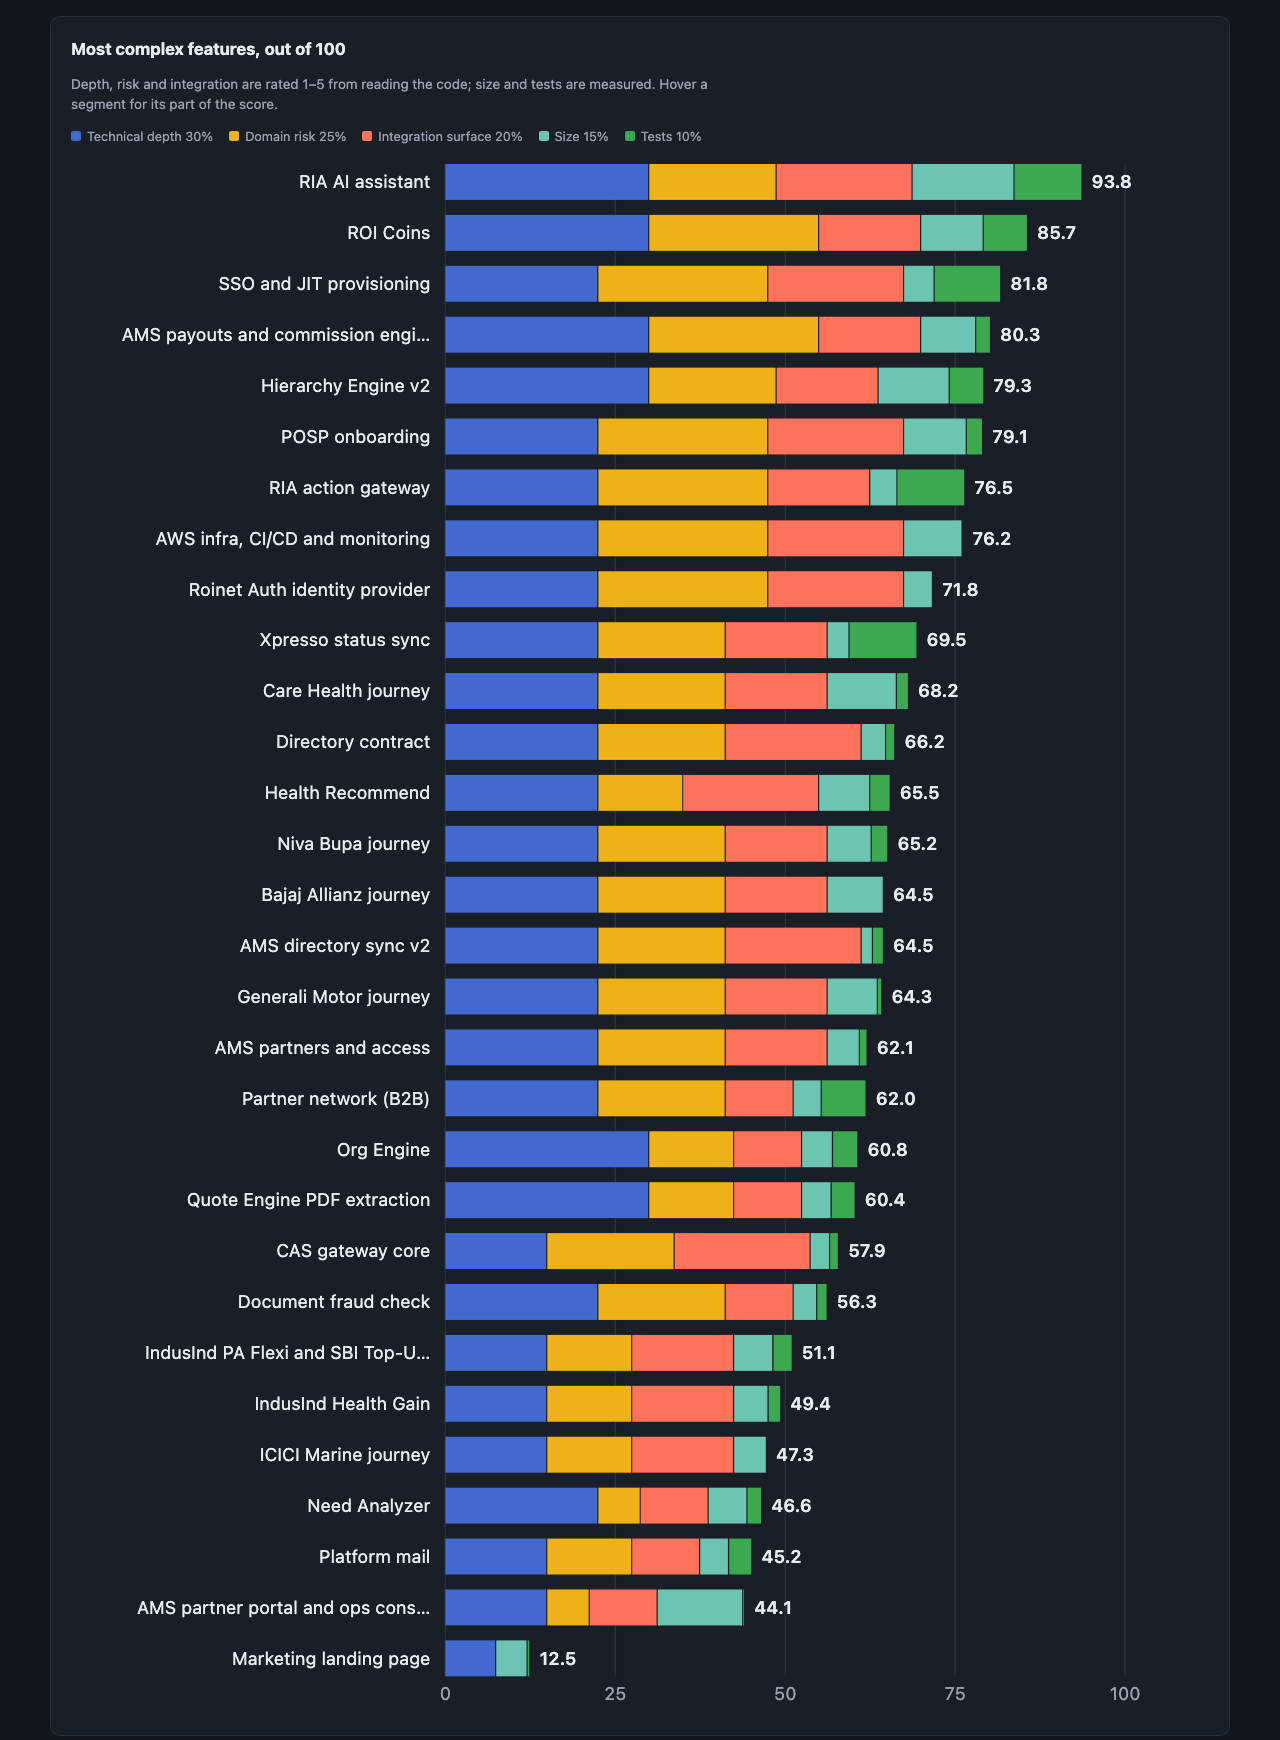 Most complex features, out of 100
Depth, risk and integration are rated 1–5 from reading the code; size and tests are measured. Hover a
segment for its part of the score.
Technical depth 30% Domain risk 25% Integration surface 20% Size 15% Tests 10%
RIA AI assistant 93.8
ROI Coins 85.7
SSO and JIT provisioning 81.8
AMS payouts and commission engi... 80.3
Hierarchy Engine v2 79.3
POSP onboarding 79.1
RIA action gateway 76.5
AWS infra, CI/CD and monitoring 76.2
Roinet Auth identity provider 71.8
Xpresso status sync 69.5
Care Health journey 68.2
Directory contract 66.2
Health Recommend 65.5
Niva Bupa journey 65.2
Bajaj Allianz journey 64.5
AMS directory sync v2 64.5
Generali Motor journey 64.3
AMS partners and access 62.1
Partner network (B2B) 62.0
Org Engine 60.8
Quote Engine PDF extraction 60.4
CAS gateway core 57.9
Document fraud check 56.3
IndusInd PA Flexi and SBI Top-U... 51.1
IndusInd Health Gain 49.4
ICICI Marine journey 47.3
Need Analyzer 46.6
Platform mail 45.2
AMS partner portal and ops cons... 44.1
Marketing landing page 12.5
0 25 50 75 100